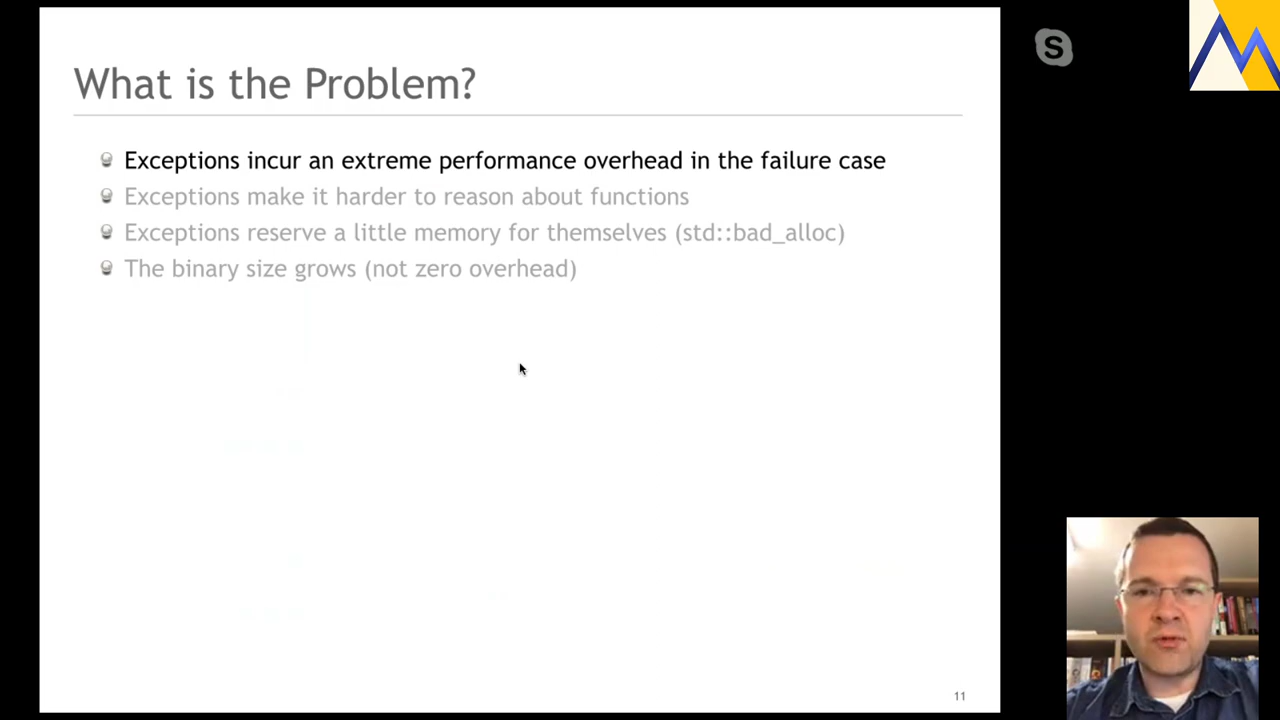 What is the Problem?
Exceptions incur an extreme performance overhead in the failure case
Exceptions make it harder to reason about functions
Exceptions reserve a little memory for themselves (std::bad_alloc)
The binary size grows (not zero overhead)
11
S